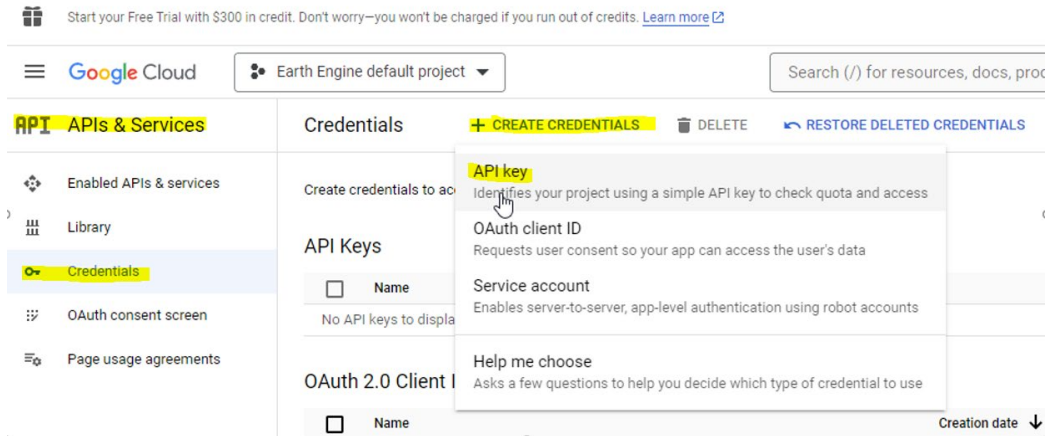 Start your Free Trial with $300 in credit. Don't worry—you won't be charged if you run out of credits. Learn more
Google Cloud
Earth Engine default project
Search (/) for resources, docs, prod
API APIs & Services
Credentials
+ CREATE CREDENTIALS
DELETE
RESTORE DELETED CREDENTIALS
Enabled APIs & services
Library
Credentials
OAuth consent screen
Page usage agreements
Create credentials to ac
API key
Identifies your project using a simple API key to check quota and access
OAuth client ID
Requests user consent so your app can access the user's data
Service account
Enables server-to-server, app-level authentication using robot accounts
Help me choose
Asks a few questions to help you decide which type of credential to use
API Keys
Name
No API keys to displa
OAuth 2.0 Client I
Name
Creation date